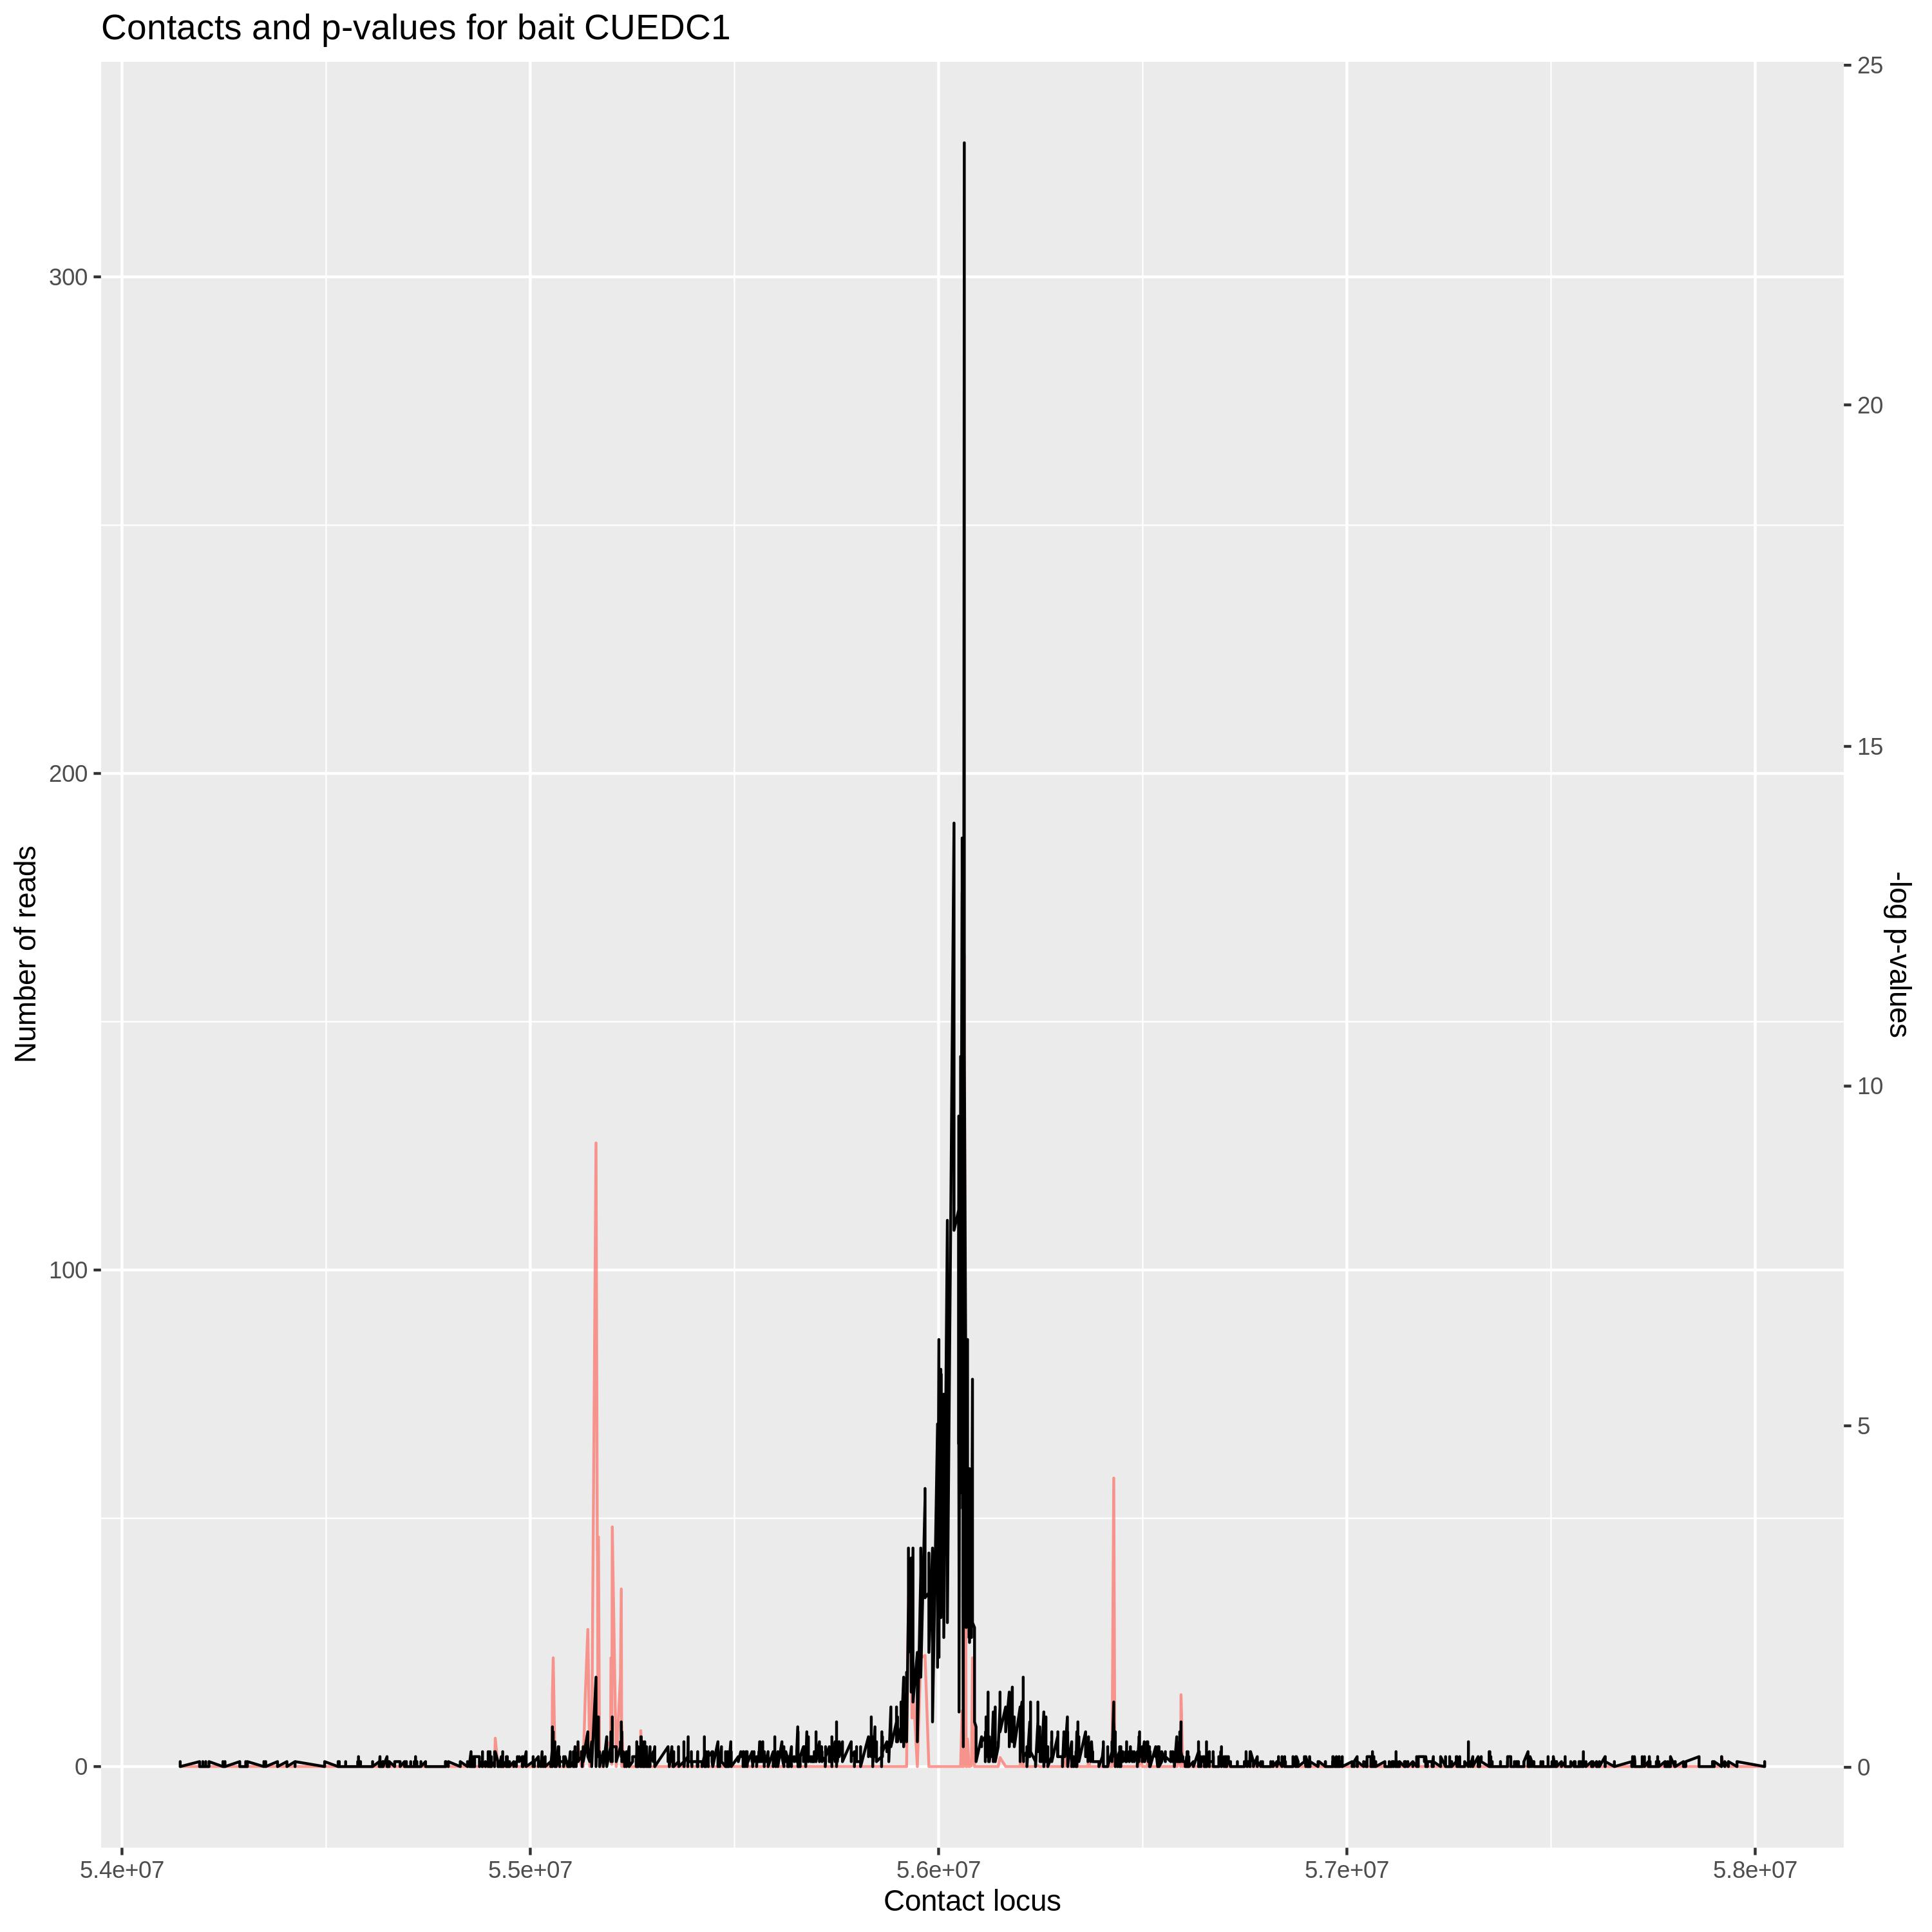 Contacts and p-values for bait CUEDC1
25
20
15
10
5
0
300
200
100
0
Number of reads
-log p-values
5.4e+07 5.5e+07 5.6e+07 5.7e+07 5.8e+07
Contact locus